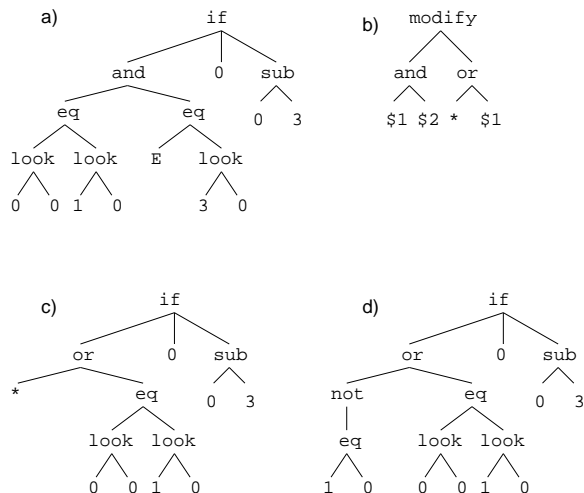 a) if
and 0 sub
eq eq 0 3
look look E look
0 0 1 0 3 0
b) modify
and or
$1 $2 * $1
c) if
or 0 sub
* eq 0 3
look look
0 0 1 0
d) if
or 0 sub
not eq 0 3
eq look look
1 0 0 0 1 0